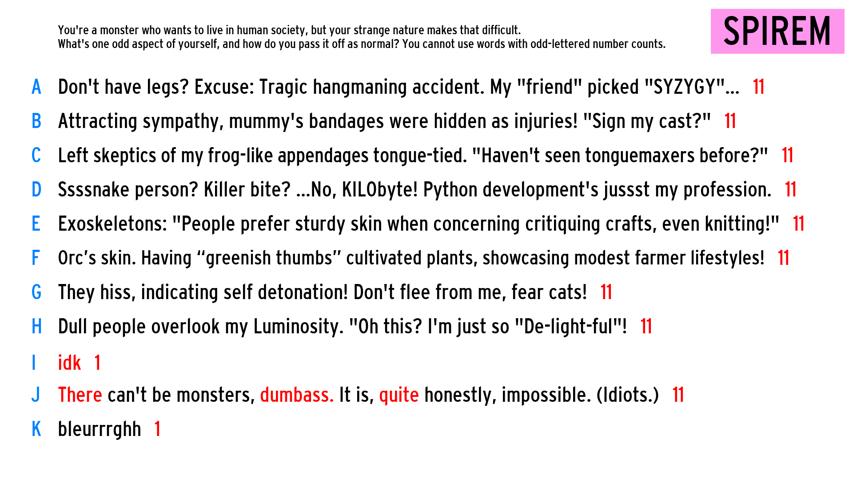 You're a monster who wants to live in human society, but your strange nature makes that difficult.
What's one odd aspect of yourself, and how do you pass it off as normal? You cannot use words with odd-lettered number counts.
SPIREM
A Don't have legs? Excuse: Tragic hangmaning accident. My "friend" picked "SYZYGY"... 11
B Attracting sympathy, mummy's bandages were hidden as injuries! "Sign my cast?" 11
C Left skeptics of my frog-like appendages tongue-tied. "Haven't seen tonguemaxers before?" 11
D Ssssnake person? Killer bite? ...No, KILObyte! Python development's jussst my profession. 11
E Exoskeletons: "People prefer sturdy skin when concerning critiquing crafts, even knitting!" 11
F Orc’s skin. Having “greenish thumbs” cultivated plants, showcasing modest farmer lifestyles! 11
G They hiss, indicating self detonation! Don't flee from me, fear cats! 11
H Dull people overlook my Luminosity. "Oh this? I'm just so "De-light-ful"! 11
I idk 1
J There can't be monsters, dumbass. It is, quite honestly, impossible. (Idiots.) 11
K bleurrrghh 1